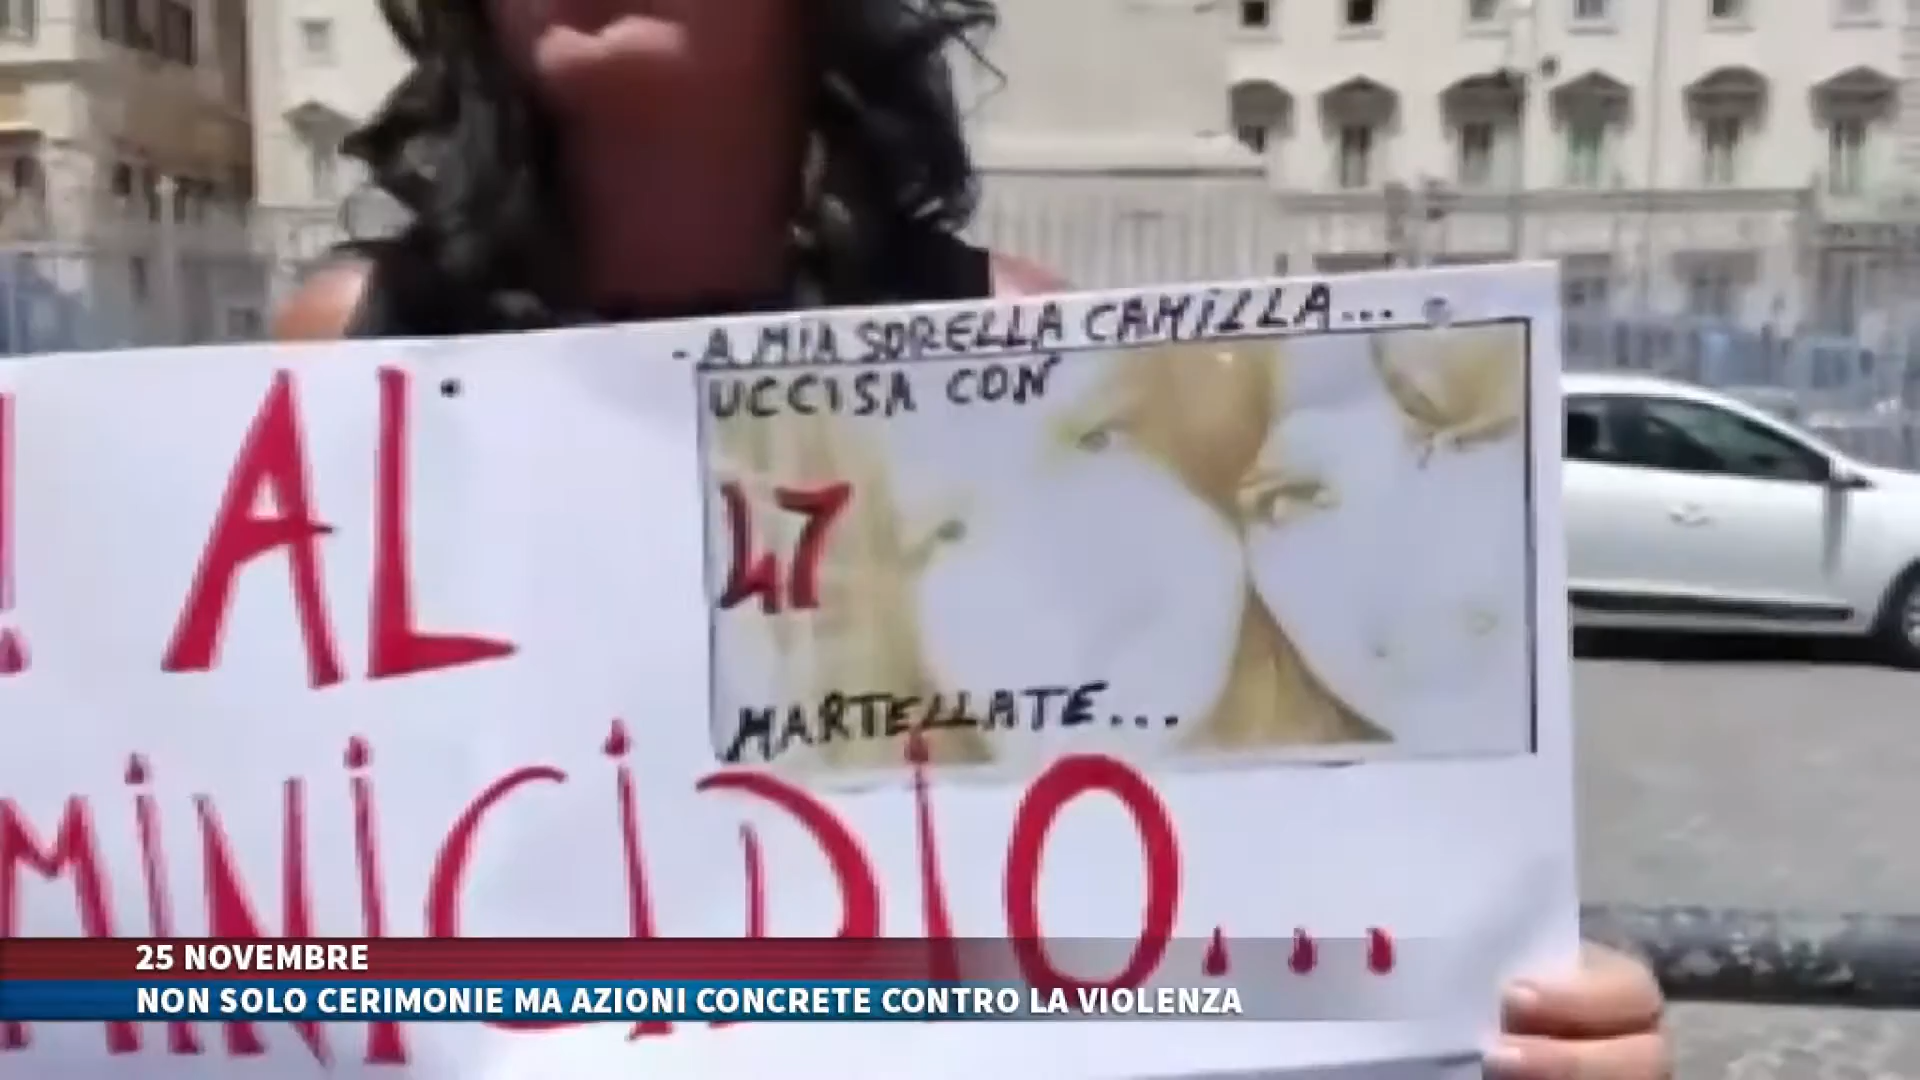 - A MIA SORELLA CAMILLA...
UCCISA CON
47
MARTELLATE...
! AL
MINICIDIO...
25 NOVEMBRE
NON SOLO CERIMONIE MA AZIONI CONCRETE CONTRO LA VIOLENZA